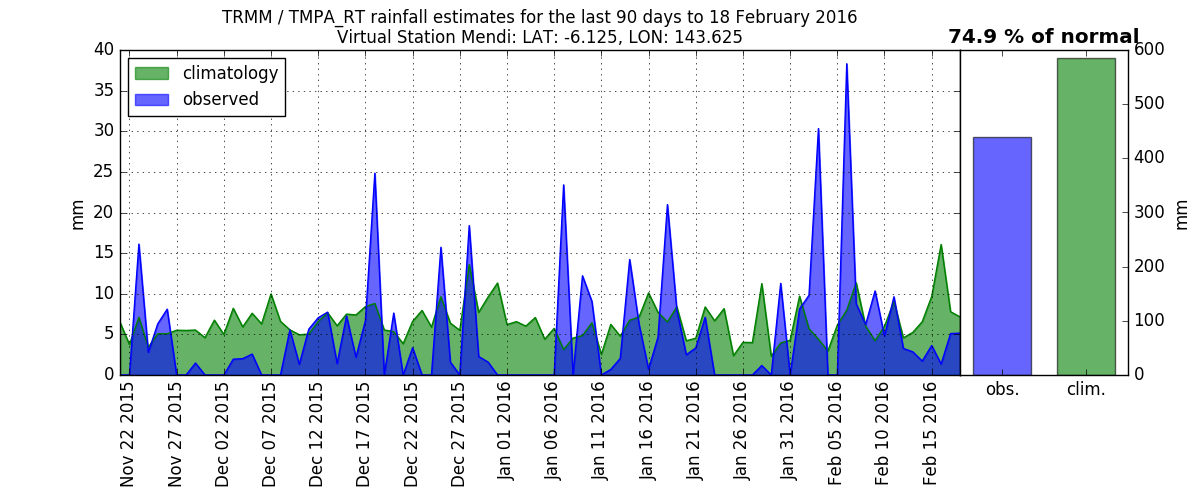 TRMM / TMPA_RT rainfall estimates for the last 90 days to 18 February 2016
Virtual Station Mendi: LAT: -6.125, LON: 143.625
74.9 % of normal
climatology
observed
40
35
30
25
20
15
10
5
0
mm
600
500
400
300
200
100
0
mm
Nov 22 2015
Nov 27 2015
Dec 02 2015
Dec 07 2015
Dec 12 2015
Dec 17 2015
Dec 22 2015
Dec 27 2015
Jan 01 2016
Jan 06 2016
Jan 11 2016
Jan 16 2016
Jan 21 2016
Jan 26 2016
Jan 31 2016
Feb 05 2016
Feb 10 2016
Feb 15 2016
obs.
clim.